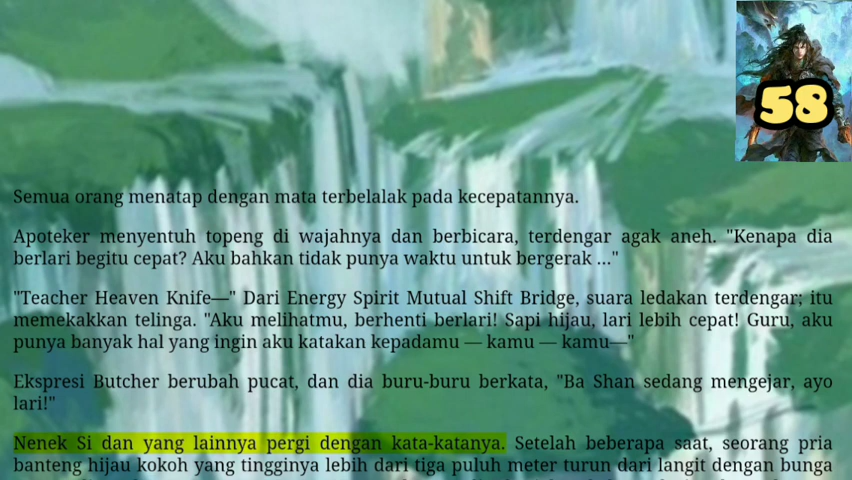 58
Semua orang menatap dengan mata terbelalak pada kecepatannya.
Apoteker menyentuh topeng di wajahnya dan berbicara, terdengar agak aneh. "Kenapa dia
berlari begitu cepat? Aku bahkan tidak punya waktu untuk bergerak ..."
"Teacher Heaven Knife—" Dari Energy Spirit Mutual Shift Bridge, suara ledakan terdengar; itu
memekakkan telinga. "Aku melihatmu, berhenti berlari! Sapi hijau, lari lebih cepat! Guru, aku
punya banyak hal yang ingin aku katakan kepadamu — kamu — kamu—"
Ekspresi Butcher berubah pucat, dan dia buru-buru berkata, "Ba Shan sedang mengejar, ayo
lari!"
Nenek Si dan yang lainnya pergi dengan kata-katanya. Setelah beberapa saat, seorang pria
banteng hijau kokoh yang tingginya lebih dari tiga puluh meter turun dari langit dengan bunga